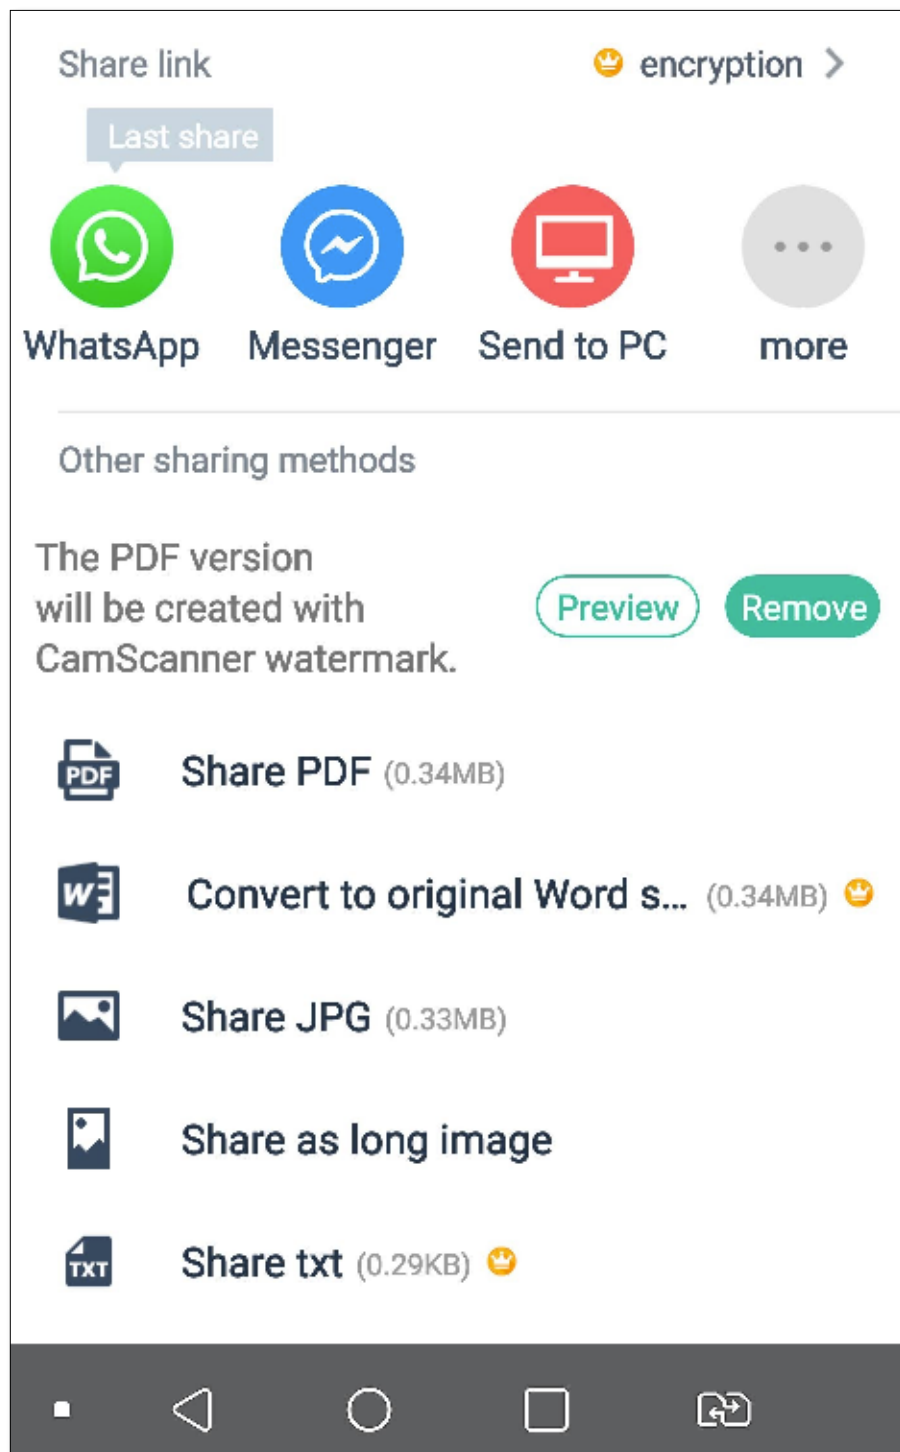 Share link
encryption
Last share
WhatsApp
Messenger
Send to PC
more
Other sharing methods
The PDF version
will be created with
CamScanner watermark.
Preview
Remove
PDF
Share PDF (0.34MB)
W
Convert to original Word s... (0.34MB)
Share JPG (0.33MB)
Share as long image
TXT
Share txt (0.29KB)